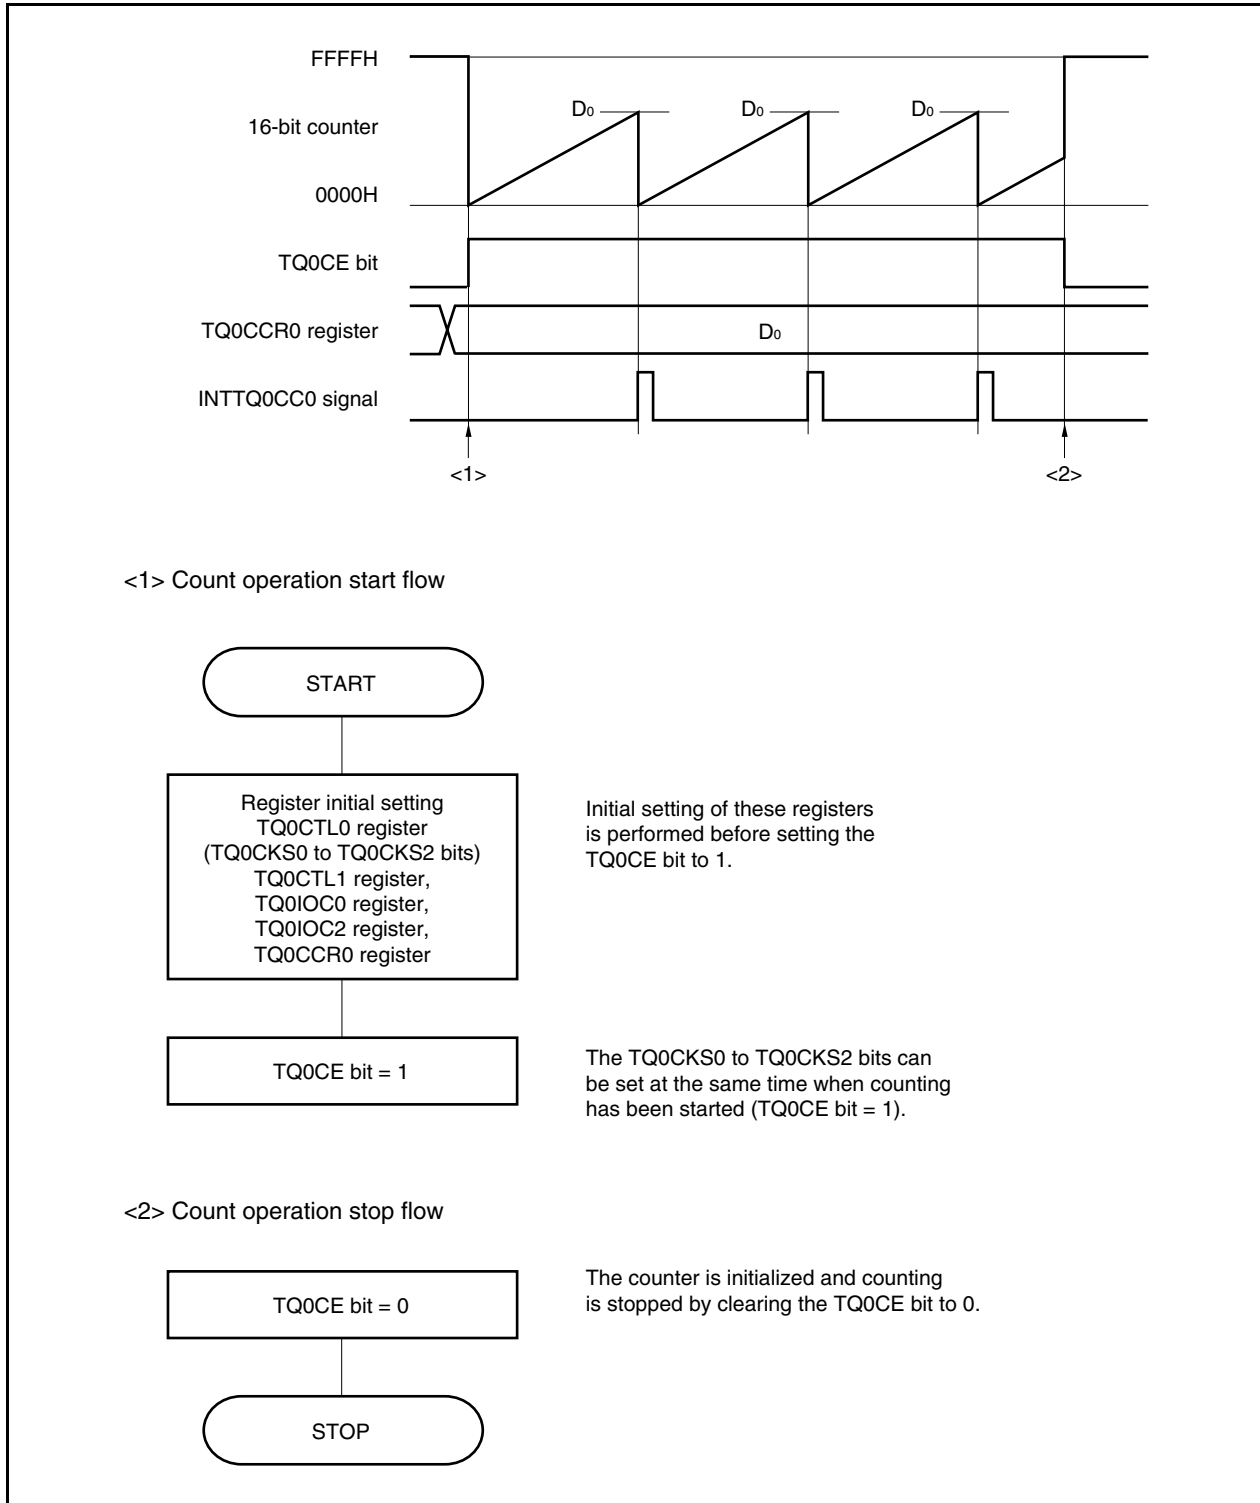 FFFFH
D0
D0
D0
16-bit counter
0000H
TQ0CE bit
TQ0CCR0 register
D0
INTTQ0CC0 signal
<1>
<2>
<1> Count operation start flow
START
Register initial setting
TQ0CTL0 register
(TQ0CKS0 to TQ0CKS2 bits)
TQ0CTL1 register,
TQ0IOC0 register,
TQ0IOC2 register,
TQ0CCR0 register
Initial setting of these registers
is performed before setting the
TQ0CE bit to 1.
TQ0CE bit = 1
The TQ0CKS0 to TQ0CKS2 bits can
be set at the same time when counting
has been started (TQ0CE bit = 1).
<2> Count operation stop flow
TQ0CE bit = 0
The counter is initialized and counting
is stopped by clearing the TQ0CE bit to 0.
STOP